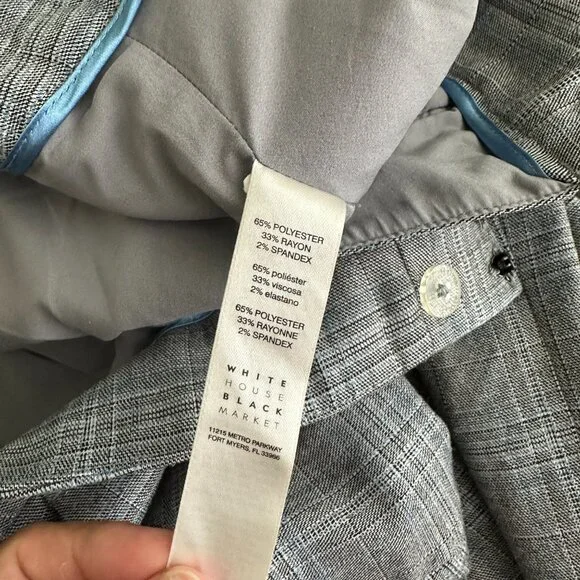 65% POLYESTER
33% RAYON
2% SPANDEX
65% poliéster
33% viscosa
2% elastano
65% POLYESTER
33% RAYONNE
2% SPANDEX
WHITE
HOUSE
BLACK
MARKET
11215 METRO PARKWAY
FORT MYERS, FL 33966